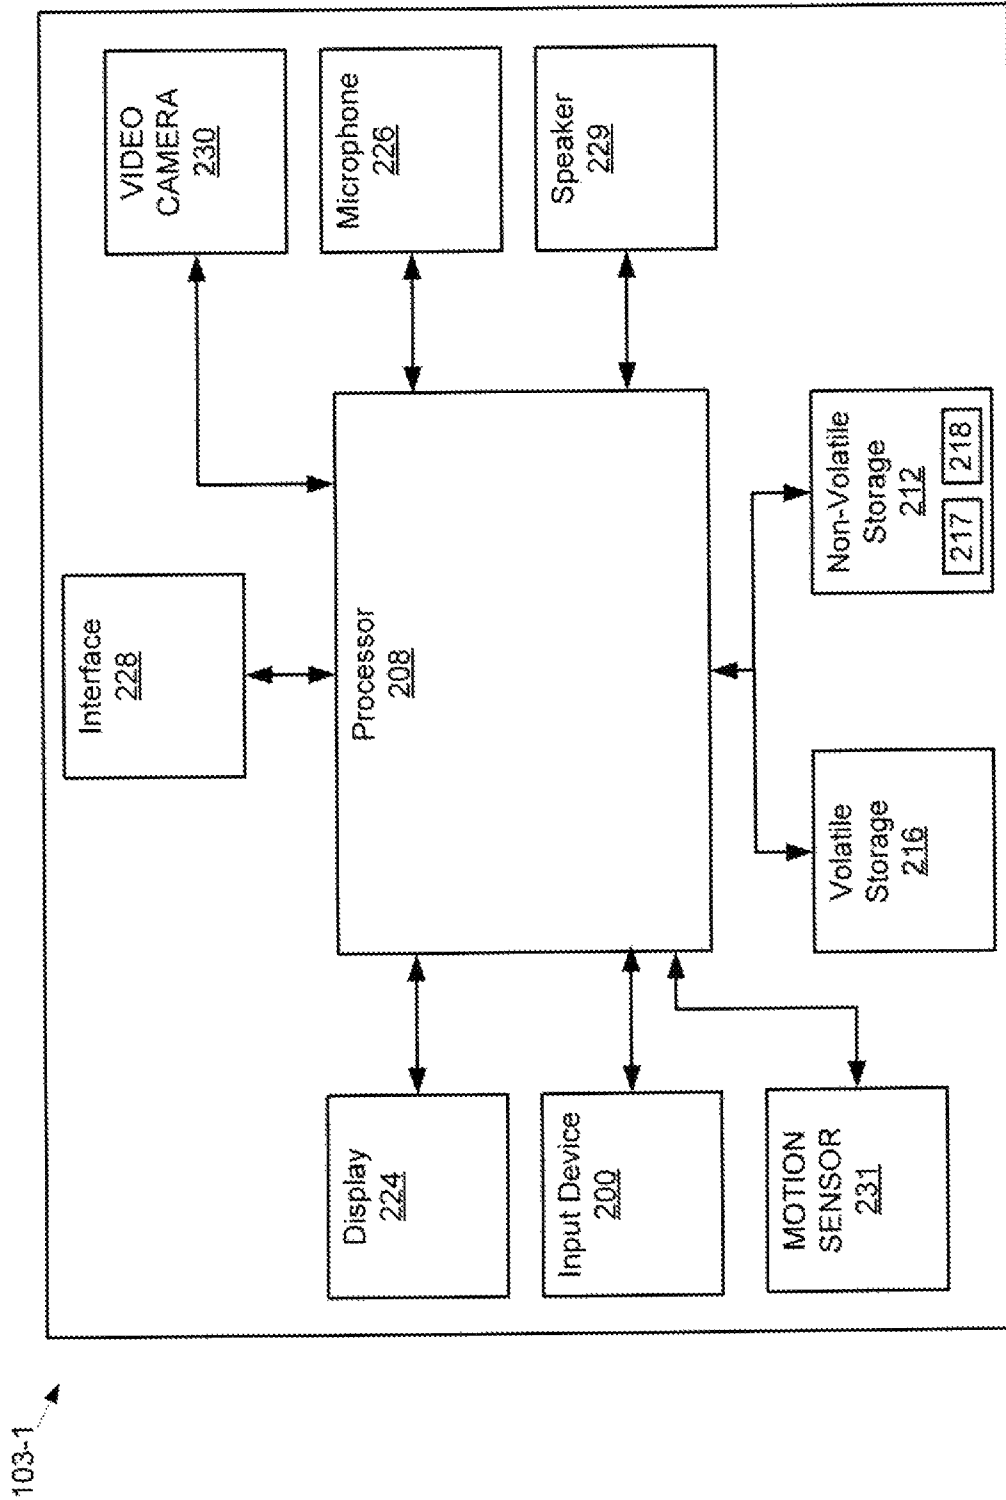 103-1
Interface
228
VIDEO
CAMERA
230
Display
224
Processor
208
Microphone
226
Input Device
200
Speaker
229
MOTION
SENSOR
231
Volatile
Storage
216
Non-Volatile
Storage
212
217
218